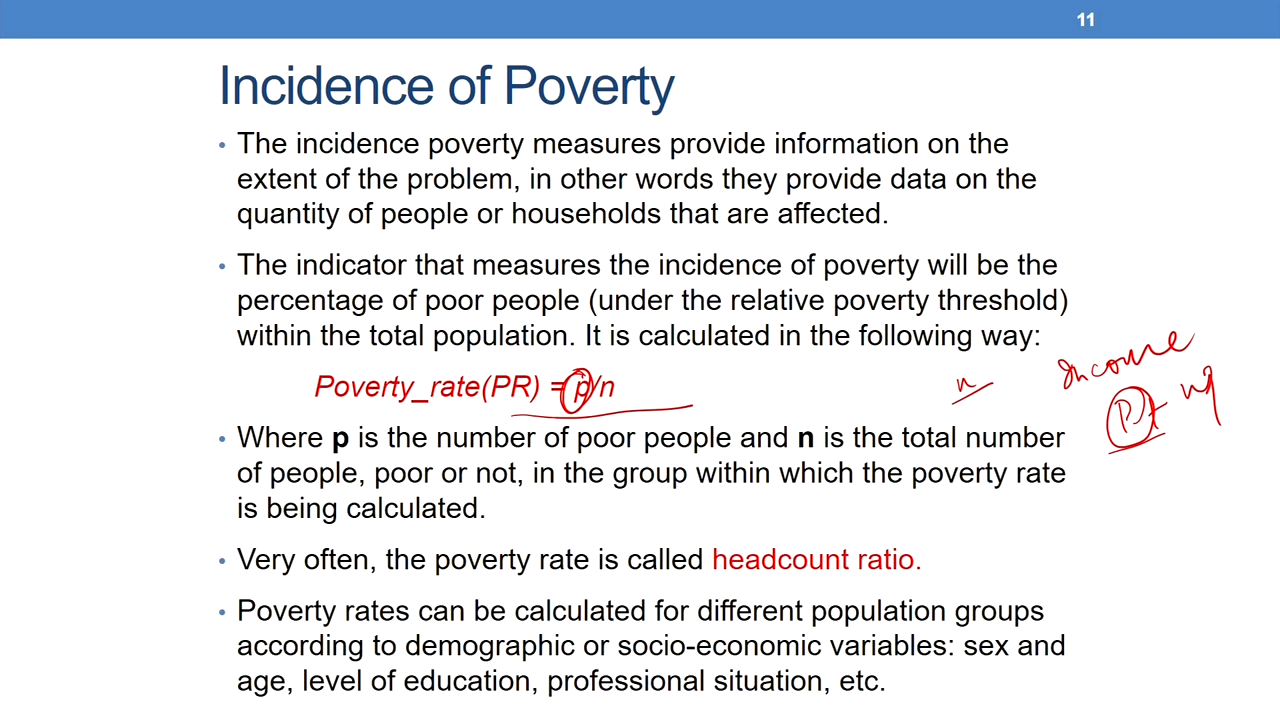 11
Incidence of Poverty
• The incidence poverty measures provide information on the
extent of the problem, in other words they provide data on the
quantity of people or households that are affected.
• The indicator that measures the incidence of poverty will be the
percentage of poor people (under the relative poverty threshold)
within the total population. It is calculated in the following way:
Income
Poverty_rate(PR) = p/n
n
P
• Where p is the number of poor people and n is the total number
of people, poor or not, in the group within which the poverty rate
is being calculated.
• Very often, the poverty rate is called headcount ratio.
• Poverty rates can be calculated for different population groups
according to demographic or socio-economic variables: sex and
age, level of education, professional situation, etc.